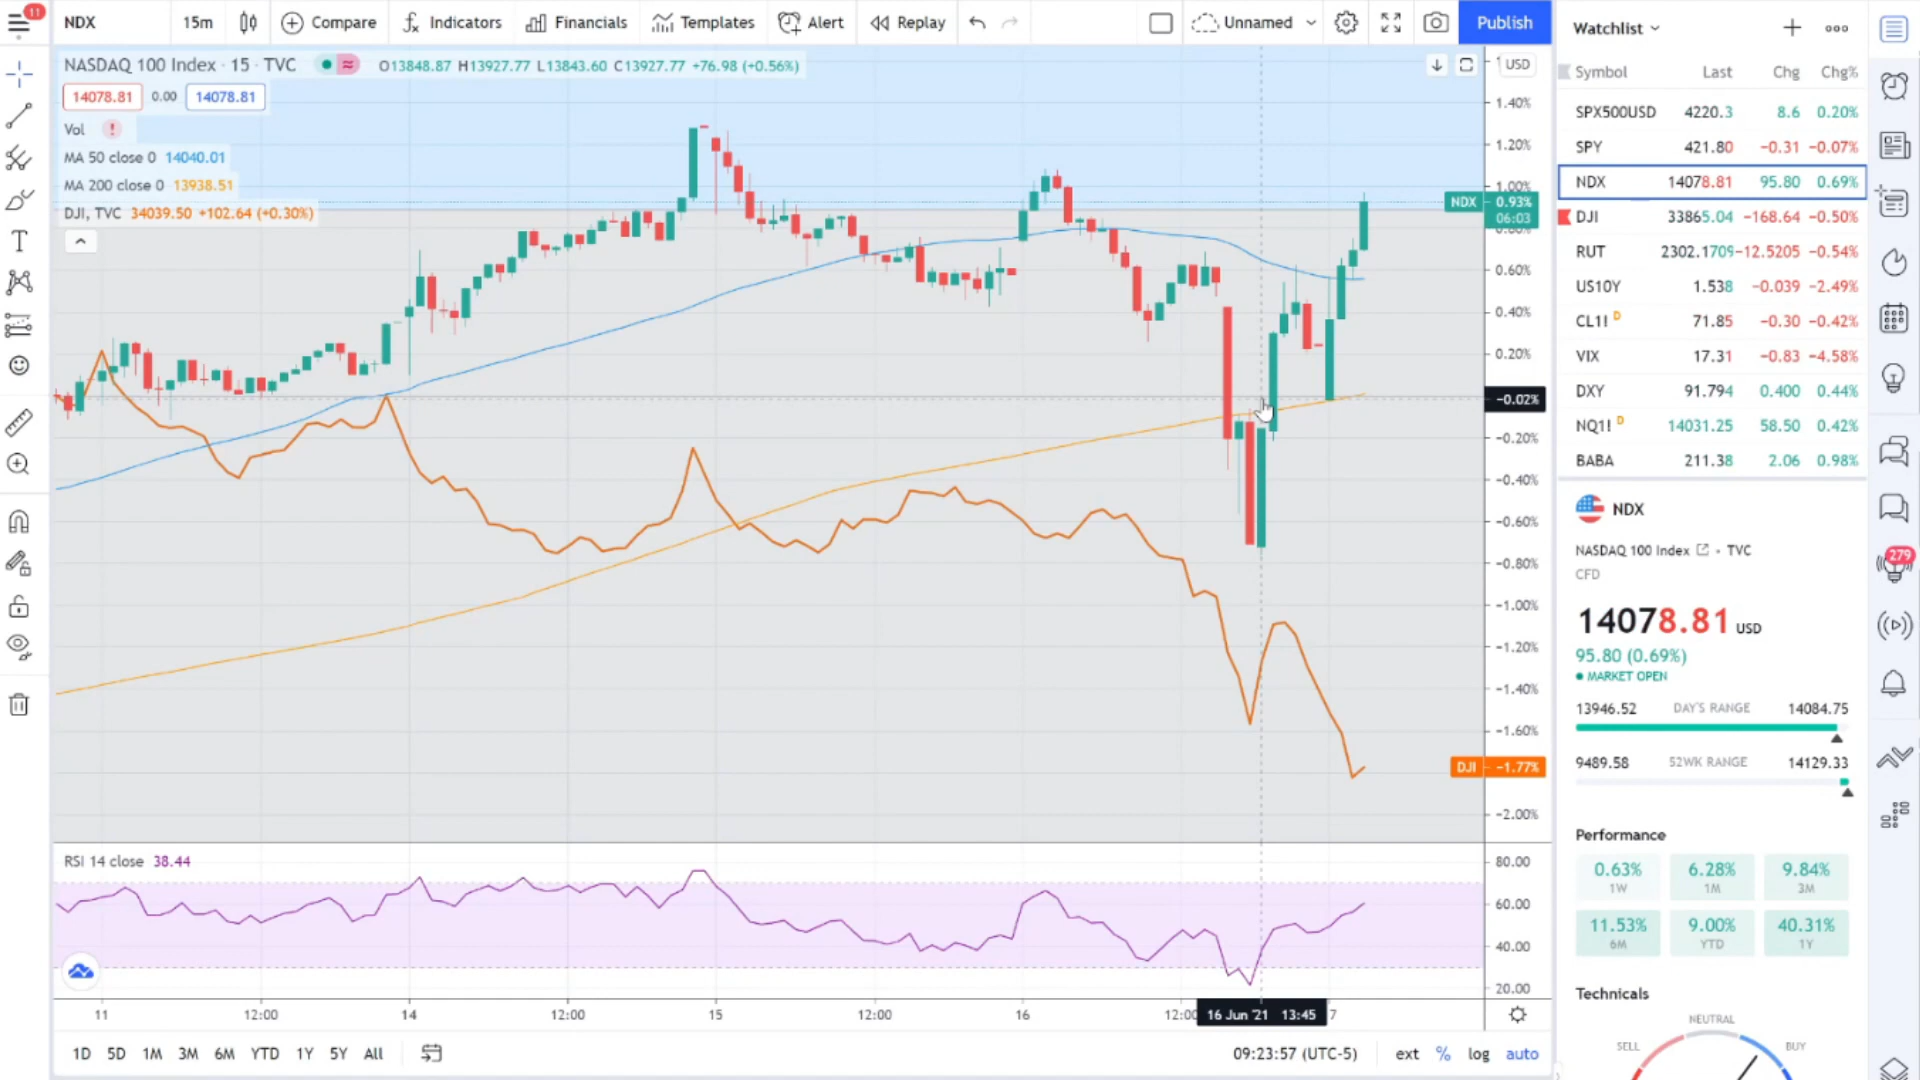 11
NDX 15m Compare Indicators Financials Templates Alert Replay Unnamed Publish
NASDAQ 100 Index · 15 · TVC O13848.87 H13927.77 L13843.60 C13927.77 +76.98 (+0.56%)
14078.81 0.00 14078.81
Vol
MA 50 close 0 14040.01
MA 200 close 0 13938.51
DJI, TVC 34039.50 +102.64 (+0.30%)
USD
1.40%
1.20%
1.00%
NDX 0.93%
06:03
0.80%
0.60%
0.40%
0.20%
-0.02%
-0.20%
-0.40%
-0.60%
-0.80%
-1.00%
-1.20%
-1.40%
-1.60%
DJI -1.77%
-2.00%
RSI 14 close 38.44
80.00
60.00
40.00
20.00
11 12:00 14 12:00 15 12:00 16 12:00 16 Jun '21 13:45 7
1D 5D 1M 3M 6M YTD 1Y 5Y All 09:23:57 (UTC-5) ext % log auto
Watchlist
Symbol Last Chg Chg%
SPX500USD 4220.3 8.6 0.20%
SPY 421.80 -0.31 -0.07%
NDX 14078.81 95.80 0.69%
DJI 33865.04 -168.64 -0.50%
RUT 2302.1709 -12.5205 -0.54%
US10Y 1.538 -0.039 -2.49%
CL1! D 71.85 -0.30 -0.42%
VIX 17.31 -0.83 -4.58%
DXY 91.794 0.400 0.44%
NQ1! D 14031.25 58.50 0.42%
BABA 211.38 2.06 0.98%
NDX
NASDAQ 100 Index • TVC
CFD
14078.81 USD
95.80 (0.69%)
MARKET OPEN
13946.52 DAY'S RANGE 14084.75
9489.58 52WK RANGE 14129.33
Performance
0.63% 6.28% 9.84%
1W 1M 3M
11.53% 9.00% 40.31%
6M YTD 1Y
Technicals
NEUTRAL
SELL BUY
279